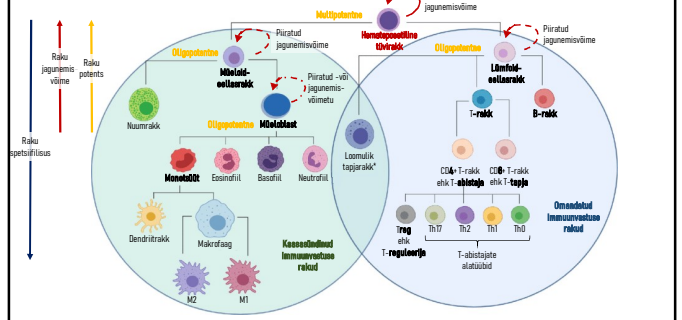 jagunemisvõime
Multipotentne
Hematopoeetiline
tüvirakk
Piiratud
jagunemisvõime
Oligopotentne
Müeloid-
eellasrakk
Oligopotentne
Piiratud
jagunemisvõime
Lümfoid-
eellasrakk
Raku
jagunemis
võime
Raku
potents
Raku
spetsiifilisus
Piiratud -või
jagunemis-
võimetu
Nuumrakk
Oligopotentne
Müeloblast
T-rakk
B-rakk
Loomulik
tapjarakk*
Monotsüüt
Eosinofiil
Basofiil
Neutrofiil
CD4+ T-rakk
ehk T-abistaja
CD8+ T-rakk
ehk T-tapja
Dendriitrakk
Makrofaag
Kaasasündinud
immuunvastuse
rakud
Treg
ehk
T-reguleerija
Th17
Th2
Th1
Th0
Omandatud
immuunvastuse
rakud
T-abistajate
alatüübid
M2
M1